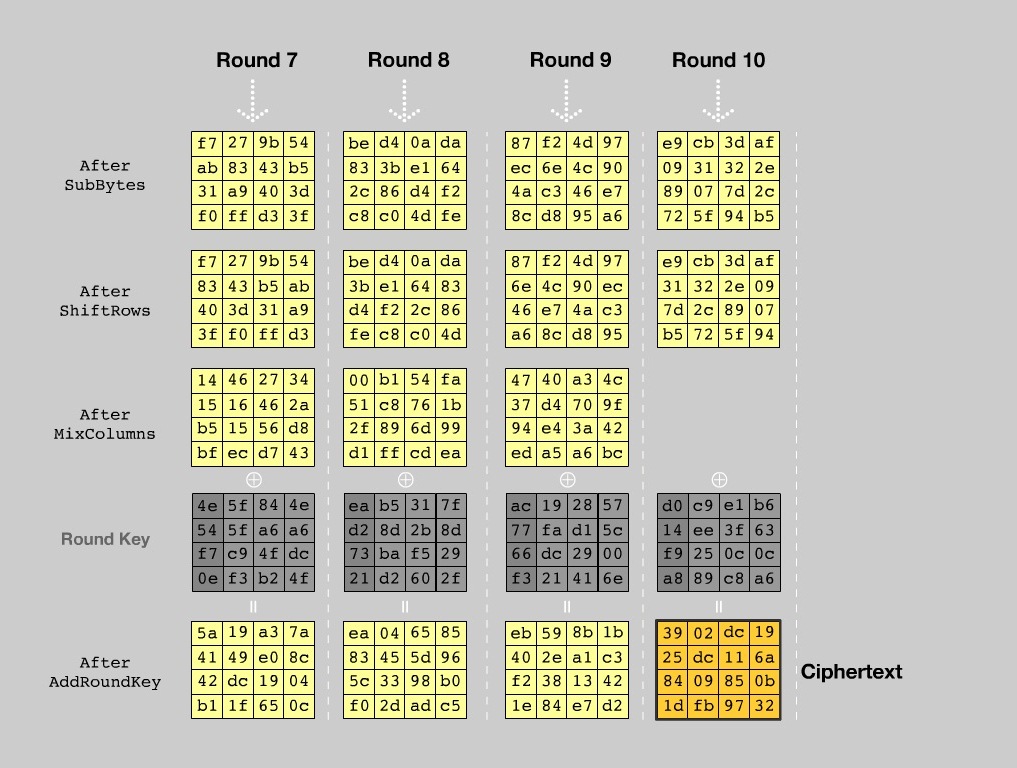 Round 7 Round 8 Round 9 Round 10
After
SubBytes
f7 27 9b 54 be d4 0a da 87 f2 4d 97 e9 cb 3d af
ab 83 43 b5 83 3b e1 64 ec 6e 4c 90 09 31 32 2e
31 a9 40 3d 2c 86 d4 f2 4a c3 46 e7 89 07 7d 2c
f0 ff d3 3f c8 c0 4d fe 8c d8 95 a6 72 5f 94 b5
After
ShiftRows
f7 27 9b 54 be d4 0a da 87 f2 4d 97 e9 cb 3d af
83 43 b5 ab 3b e1 64 83 6e 4c 90 ec 31 32 2e 09
40 3d 31 a9 d4 f2 2c 86 46 e7 4a c3 7d 2c 89 07
3f f0 ff d3 fe c8 c0 4d a6 8c d8 95 b5 72 5f 94
After
MixColumns
14 46 27 34 00 b1 54 fa 47 40 a3 4c
15 16 46 2a 51 c8 76 1b 37 d4 70 9f
b5 15 56 d8 2f 89 6d 99 94 e4 3a 42
bf ec d7 43 d1 ff cd ea ed a5 a6 bc
⊕ ⊕ ⊕ ⊕
Round Key
4e 5f 84 4e ea b5 31 7f ac 19 28 57 d0 c9 e1 b6
54 5f a6 a6 d2 8d 2b 8d 77 fa d1 5c 14 ee 3f 63
f7 c9 4f dc 73 ba f5 29 66 dc 29 00 f9 25 0c 0c
0e f3 b2 4f 21 d2 60 2f f3 21 41 6e a8 89 c8 a6
= = = =
After
AddRoundKey
5a 19 a3 7a ea 04 65 85 eb 59 8b 1b 39 02 dc 19
41 49 e0 8c 83 45 5d 96 40 2e a1 c3 25 dc 11 6a
42 dc 19 04 5c 33 98 b0 f2 38 13 42 84 09 85 0b
b1 1f 65 0c f0 2d ad c5 1e 84 e7 d2 1d fb 97 32
Ciphertext